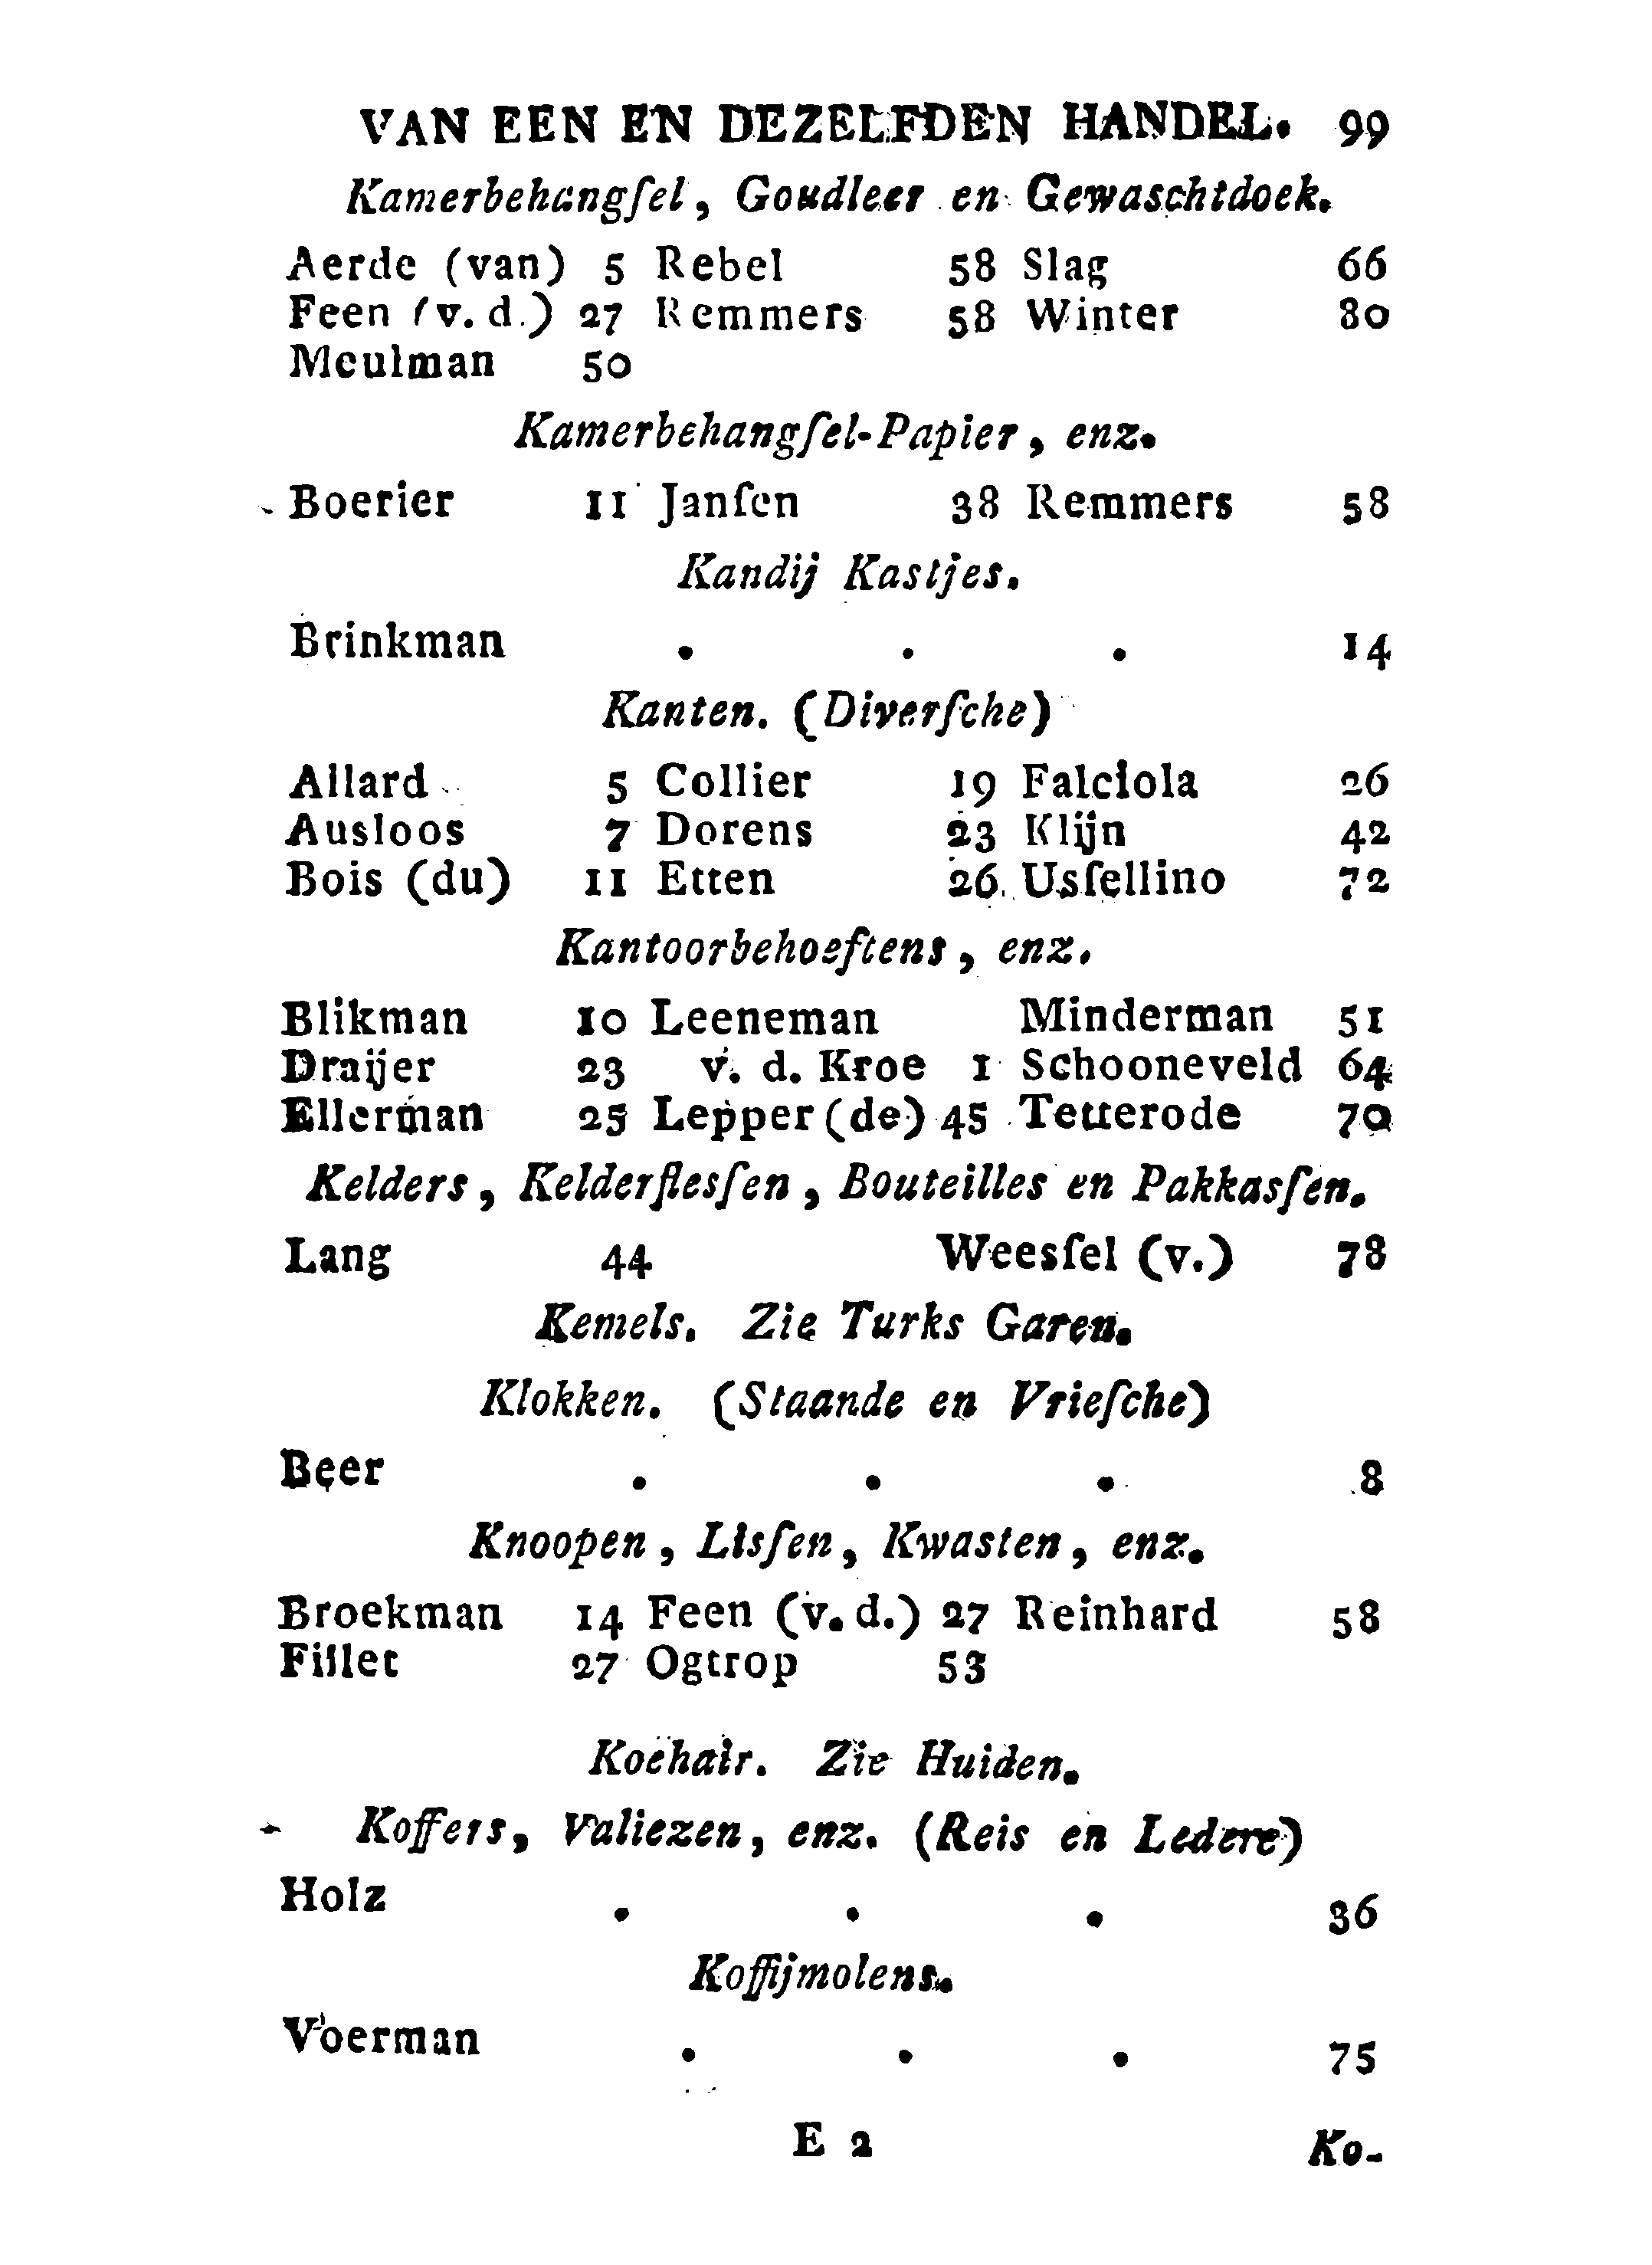 VAN EEN EN DEZELFDEN HANDEL. 99
Kamerbehangſel, Goudleer en Gewaschtdoek.
Aerde (van) 5 Rebel 58 Slag 66
Feen (v. d.) 27 Remmers 58 Winter 80
Meulman 50
Kamerbehangſel-Papier, enz.
Boerier 11 Janſen 38 Remmers 58
Kandij Kastjes.
Brinkman . . . 14
Kanten. (Diverſche)
Allard 5 Collier 19 Falciola 26
Ausloos 7 Dorens 23 Klijn 42
Bois (du) 11 Etten 26 Usſellino 72
Kantoorbehoeftens, enz.
Blikman 10 Leeneman Minderman 51
Draijer 23 v. d. Kroe 1 Schooneveld 64
Ellerman 25 Lepper (de) 45 Tetterode 70
Kelders, Kelderflesſen, Bouteilles en Pakkasſen.
Lang 44 Weesſel (v.) 78
Kemels. Zie Turks Garen.
Klokken. (Staande en Vrieſche)
Beer . . . 8
Knoopen, Lisſen, Kwasten, enz.
Broekman 14 Feen (v. d.) 27 Reinhard 58
Fillet 27 Ogtrop 53
Koehair. Zie Huiden.
Koffers, Valiezen, enz. (Reis en Ledere)
Holz . . . 36
Koffijmolens.
Voerman . . . 75
E 2 Ko-